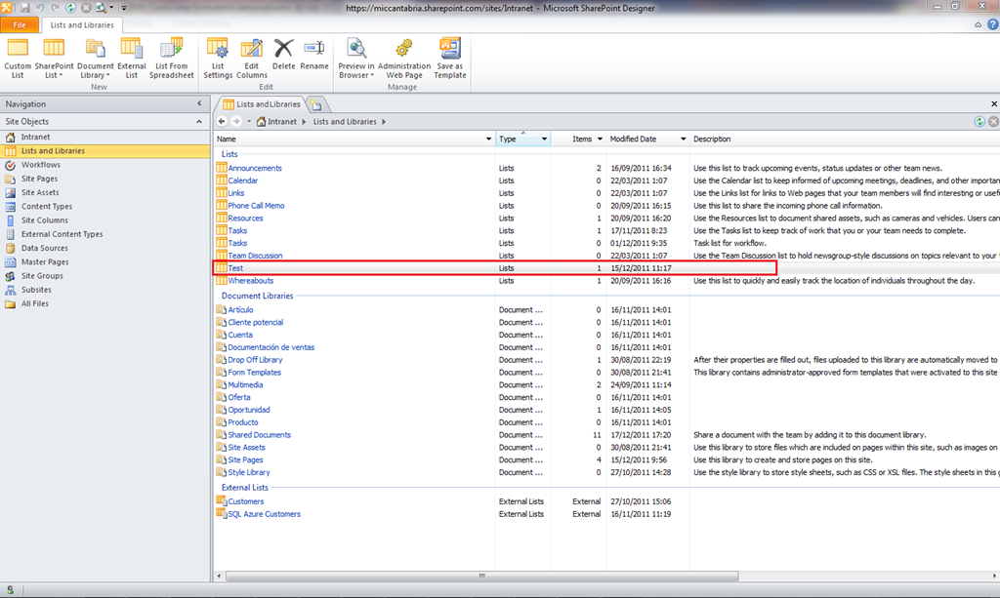 https://miccantabria.sharepoint.com/sites/Intranet - Microsoft SharePoint Designer
File Lists and Libraries
Custom List
SharePoint List
Document Library
External List
List From Spreadsheet
List Settings
Edit Columns
Delete
Rename
Preview in Browser
Administration Web Page
Save as Template
New Edit Manage
Navigation
Site Objects
Intranet
Lists and Libraries
Workflows
Site Pages
Site Assets
Content Types
Site Columns
External Content Types
Data Sources
Master Pages
Site Groups
Subsites
All Files
Lists and Libraries
Intranet Lists and Libraries
Name Type Items Modified Date Description
Lists
Announcements Lists 2 16/09/2011 16:34 Use this list to track upcoming events, status updates or other team news.
Calendar Lists 0 22/03/2011 1:07 Use the Calendar list to keep informed of upcoming meetings, deadlines, and other important
Links Lists 0 22/03/2011 1:07 Use the Links list for links to Web pages that your team members will find interesting or
Phone Call Memo Lists 0 20/09/2011 16:15 Use this list to share the incoming phone call information.
Resources Lists 1 20/09/2011 16:20 Use the Resources list to document shared assets, such as cameras and vehicles. Users can
Tasks Lists 1 17/11/2011 8:23 Use the Tasks list to keep track of work that you or your team needs to complete.
Tasks Lists 0 01/12/2011 9:35 Task list for workflow.
Team Discussion Lists 0 22/03/2011 1:07 Use the Team Discussion list to hold newsgroup-style discussions on topics relevant to your
Test Lists 1 15/12/2011 11:17
Whereabouts Lists 1 20/09/2011 16:16 Use this list to quickly and easily track the location of individuals throughout the day.
Document Libraries
Artículo Document ... 0 16/11/2011 14:01
Cliente potencial Document ... 0 16/11/2011 14:01
Cuenta Document ... 0 16/11/2011 14:01
Documentación de ventas Document ... 0 16/11/2011 14:01
Drop Off Library Document ... 1 30/08/2011 22:19 After their properties are filled out, files uploaded to this library are automatically moved to
Form Templates Document ... 0 30/08/2011 21:41 This library contains administrator-approved form templates that were activated to this site
Multimedia Document ... 2 24/09/2011 11:14
Oferta Document ... 0 16/11/2011 14:01
Oportunidad Document ... 1 16/11/2011 14:05
Producto Document ... 0 16/11/2011 14:01
Shared Documents Document ... 11 17/12/2011 17:20 Share a document with the team by adding it to this document library.
Site Assets Document ... 0 30/08/2011 21:41 Use this library to store files which are included on pages within this site, such as images on
Site Pages Document ... 4 15/12/2011 9:56 Use this library to create and store pages on this site.
Style Library Document ... 0 27/10/2011 14:28 Use the style library to store style sheets, such as CSS or XSL files. The style sheets in this
External Lists
Customers External Lists External 27/10/2011 15:06
SQL Azure Customers External Lists External 16/11/2011 11:19